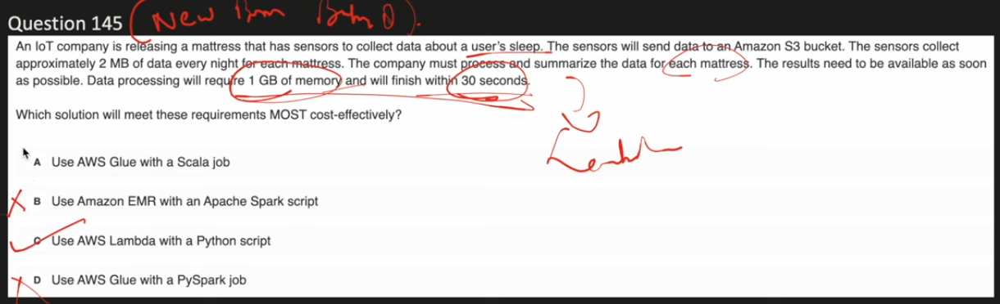 Question 145 (New
An IoT company is releasing a mattress that has sensors to collect data about a user's sleep. The sensors will send data to an Amazon S3 bucket. The sensors collect
approximately 2 MB of data every night for each mattress. The company must process and summarize the data for each mattress. The results need to be available as soon
as possible. Data processing will require 1 GB of memory and will finish within 30 seconds.
Which solution will meet these requirements MOST cost-effectively?
Lambda
A Use AWS Glue with a Scala job
B Use Amazon EMR with an Apache Spark script
C Use AWS Lambda with a Python script
D Use AWS Glue with a PySpark job